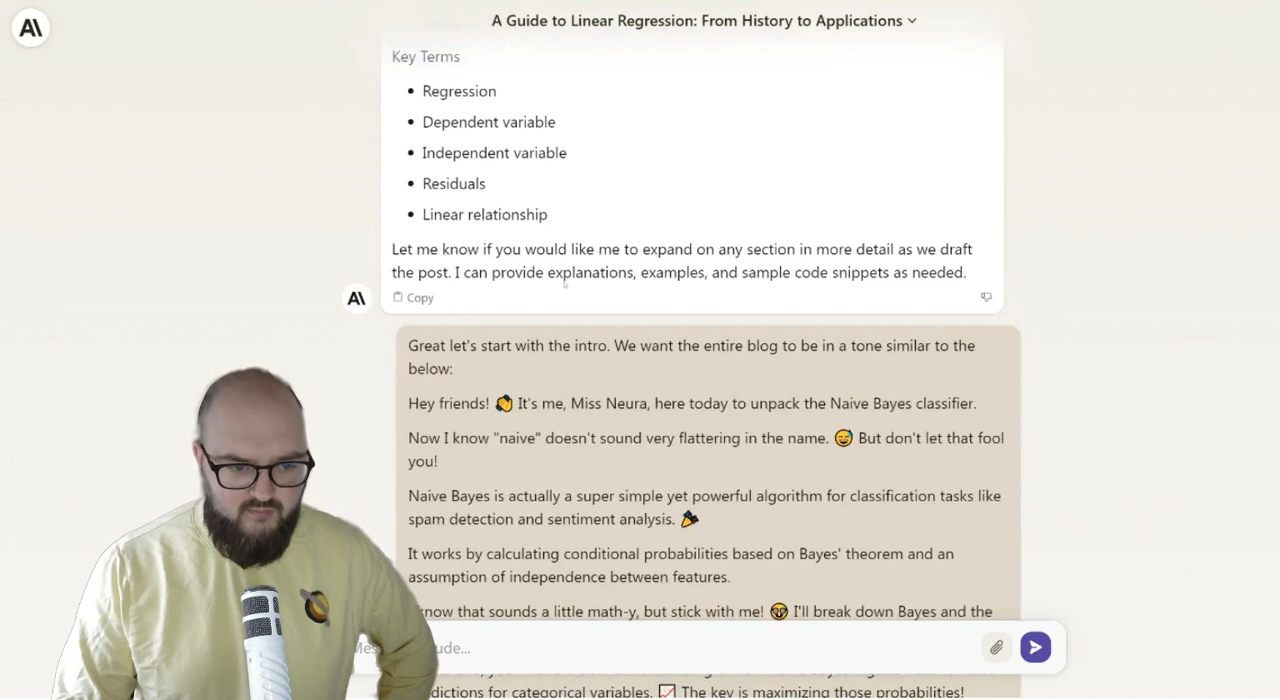 A\
A Guide to Linear Regression: From History to Applications
Key Terms
• Regression
• Dependent variable
• Independent variable
• Residuals
• Linear relationship
Let me know if you would like me to expand on any section in more detail as we draft
the post. I can provide explanations, examples, and sample code snippets as needed.
A\
Copy
Great let's start with the intro. We want the entire blog to be in a tone similar to the
below:
Hey friends! 👋 It's me, Miss Neura, here today to unpack the Naive Bayes classifier.
Now I know "naive" doesn't sound very flattering in the name. 😅 But don't let that fool
you!
Naive Bayes is actually a super simple yet powerful algorithm for classification tasks like
spam detection and sentiment analysis. 🎉
It works by calculating conditional probabilities based on Bayes' theorem and an
assumption of independence between features.
know that sounds a little math-y, but stick with me! 🤓 I'll break down Bayes and the
ude...
dictions for categorical variables. 📈 The key is maximizing those probabilities!